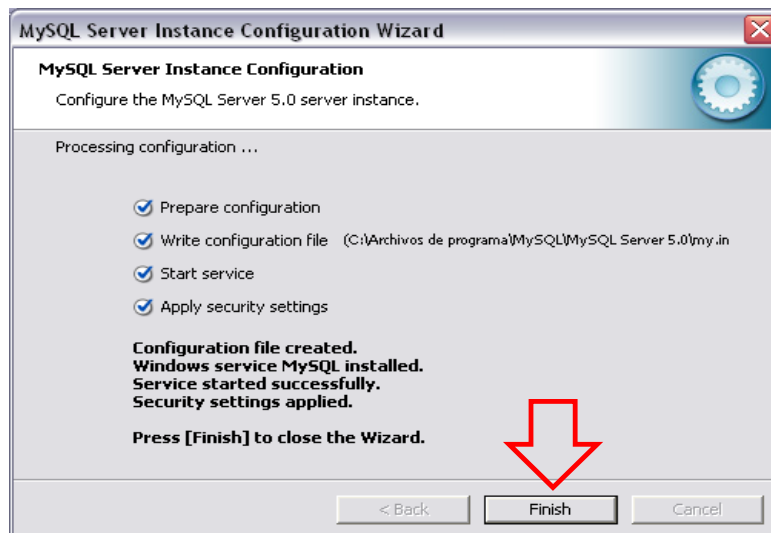 MySQL Server Instance Configuration Wizard
MySQL Server Instance Configuration
Configure the MySQL Server 5.0 server instance.
Processing configuration ...
Prepare configuration
Write configuration file (C:\Archivos de programa\MySQL\MySQL Server 5.0\my.in
Start service
Apply security settings
Configuration file created.
Windows service MySQL installed.
Service started successfully.
Security settings applied.
Press [Finish] to close the Wizard.
< Back Finish Cancel